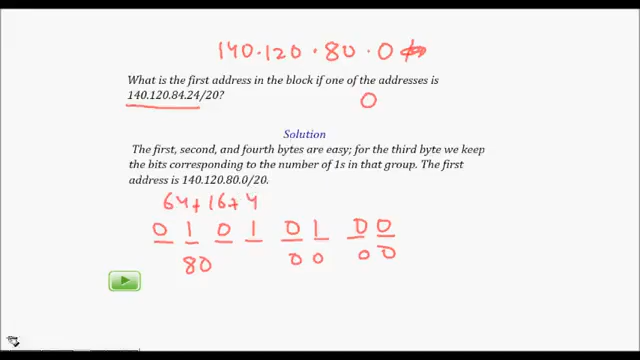 140.120.80.0
What is the first address in the block if one of the addresses is
140.120.84.24/20?
0
Solution
The first, second, and fourth bytes are easy; for the third byte we keep
the bits corresponding to the number of 1s in that group. The first
address is 140.120.80.0/20.
64+16+4
0 1 0 1 0 1 0 0
80 0 0 0 0